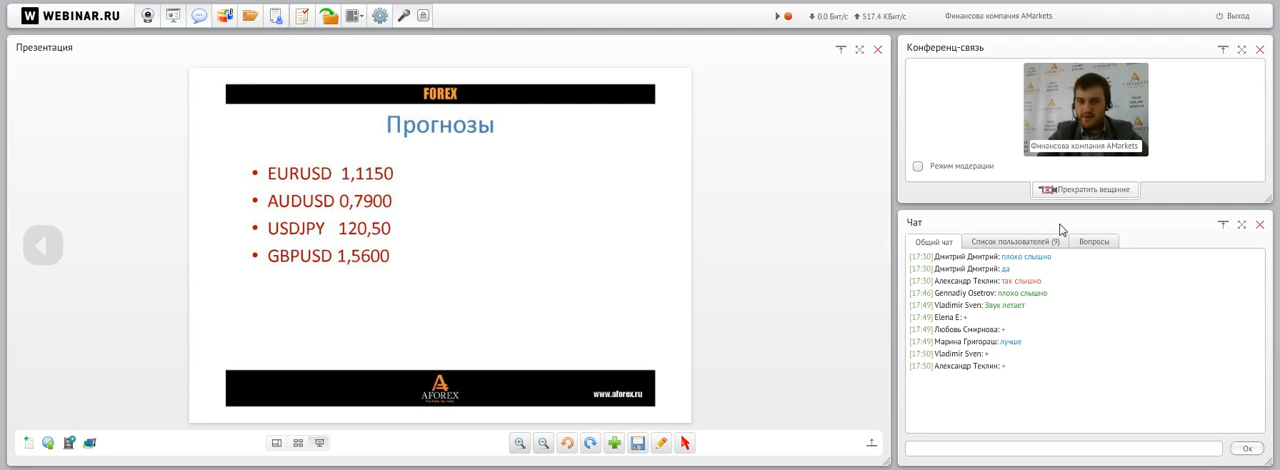 WEBINAR.RU
0.0 Бит/с
517.4 КБит/с
Финансова компания AMarkets
Выход
Презентация
FOREX
Прогнозы
• EURUSD 1,1150
• AUDUSD 0,7900
• USDJPY 120,50
• GBPUSD 1,5600
AFOREX
www.aforex.ru
Конференц-связь
Финансова компания AMarkets
Режим модерации
Прекратить вещание
Чат
Общий чат
Список пользователей (9)
Вопросы
[17:30] Дмитрий Дмитрий: плохо слышно
[17:30] Дмитрий Дмитрий: да
[17:30] Александр Теклин: так слышно
[17:46] Gennadiy Osetrov: плохо слышно
[17:49] Vladimir Sven: Звук летает
[17:49] Elena E: +
[17:49] Любовь Смирнова: +
[17:49] Марина Григораш: лучше
[17:50] Vladimir Sven: +
[17:50] Александр Теклин: +
Ок